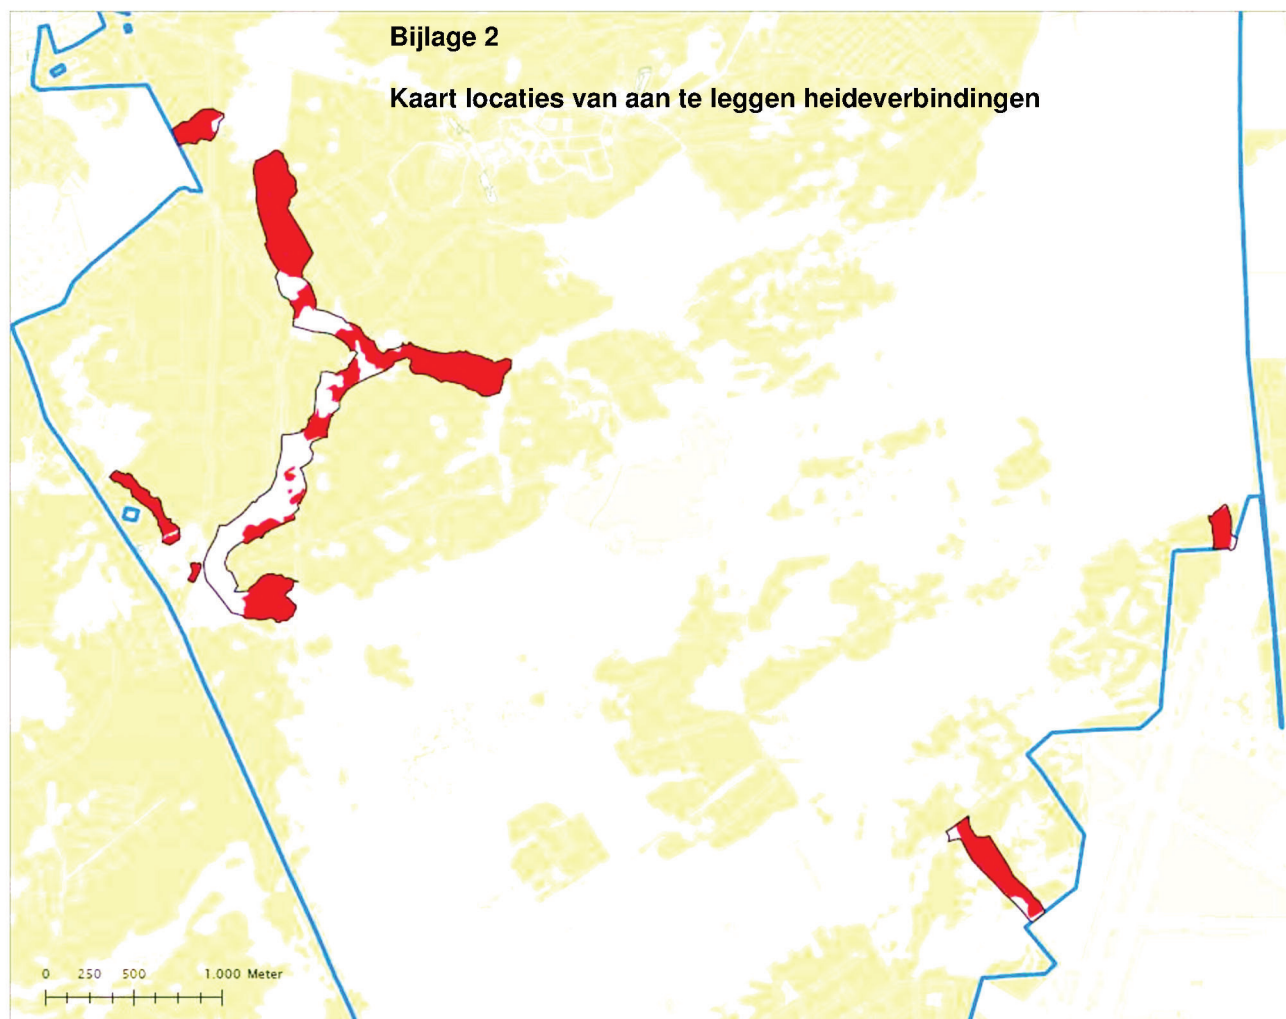 Bijlage 2
Kaart locaties van aan te leggen heideverbindingen
0 250 500 1.000 Meter